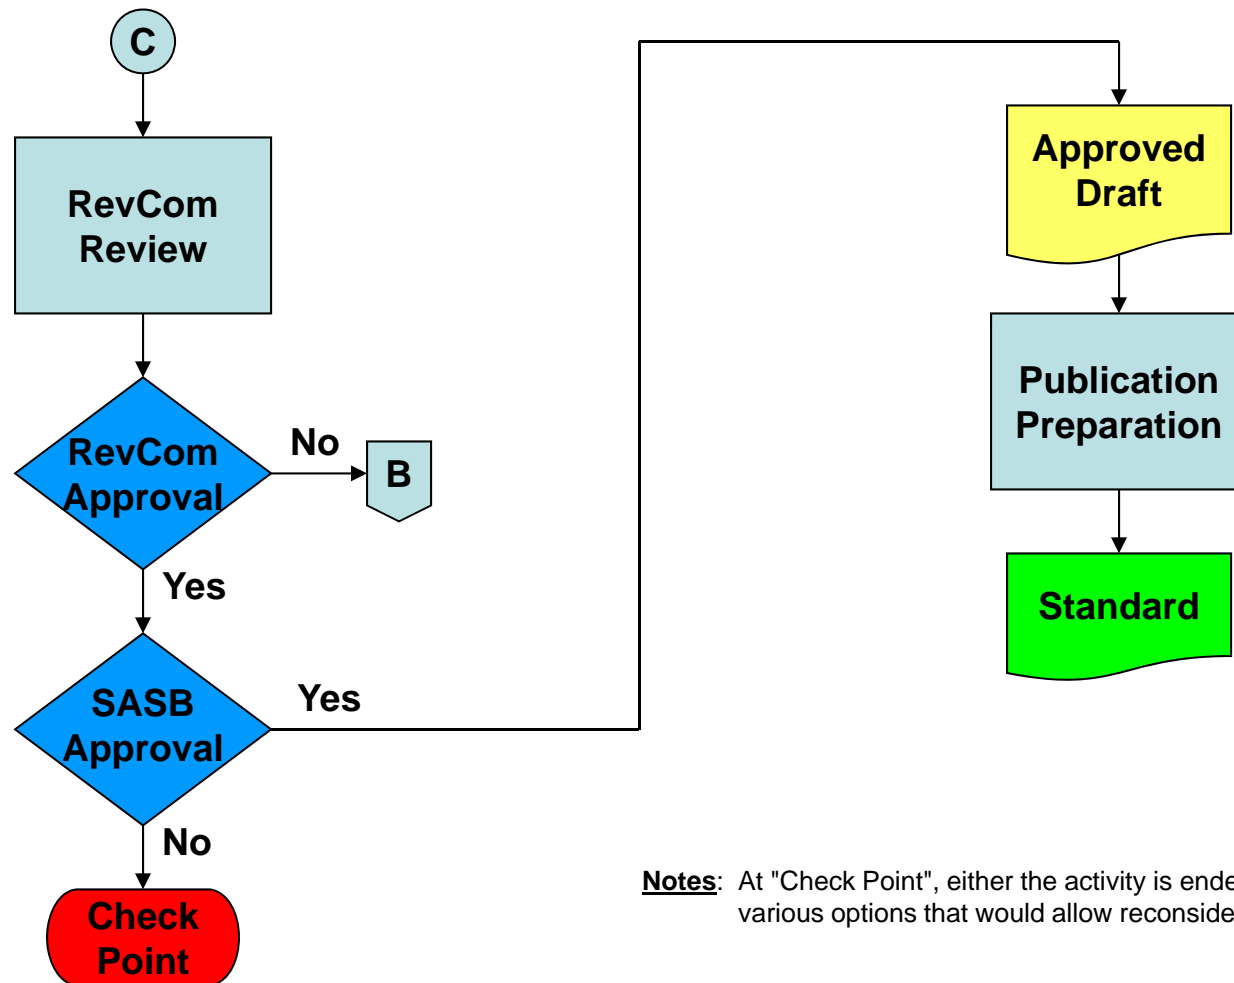 C
RevCom
Review
RevCom
Approval
No
B
Yes
SASB
Approval
Yes
No
Check
Point
Approved
Draft
Publication
Preparation
Standard
Notes: At "Check Point", either the activity is ende
various options that would allow reconside